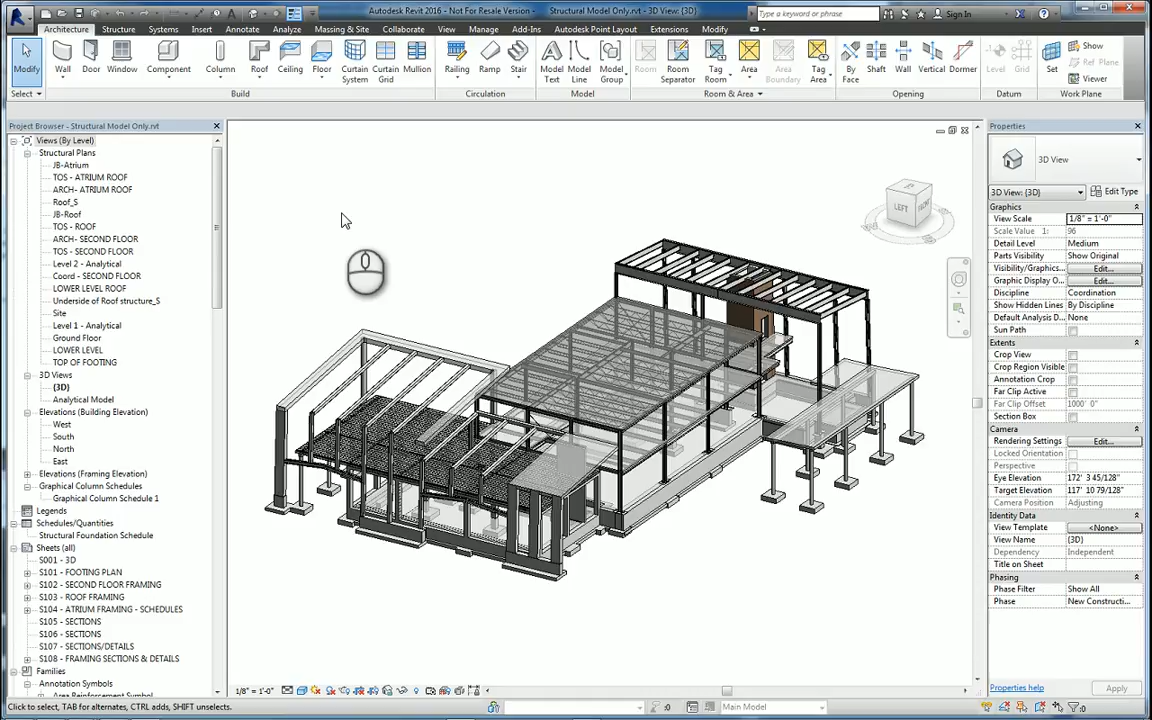 Autodesk Revit 2016 - Not For Resale Version - Structural Model Only.rvt - 3D View: {3D}
Type a keyword or phrase
Sign In
Architecture Structure Systems Insert Annotate Analyze Massing & Site Collaborate View Manage Add-Ins Autodesk Point Layout Extensions Modify
Modify Wall Door Window Component Column Roof Ceiling Floor Curtain System Curtain Grid Mullion Railing Ramp Stair Model Text Model Line Model Group Room Room Separator Tag Room Area Area Boundary Tag Area By Face Shaft Wall Vertical Dormer Level Grid Set Show Ref Plane Viewer
Select Build Circulation Model Room & Area Opening Datum Work Plane
Project Browser - Structural Model Only.rvt
Views (By Level)
Structural Plans
JB-Atrium
TOS - ATRIUM ROOF
ARCH- ATRIUM ROOF
Roof_S
JB-Roof
TOS - ROOF
ARCH- SECOND FLOOR
TOS - SECOND FLOOR
Level 2 - Analytical
Coord - SECOND FLOOR
LOWER LEVEL ROOF
Underside of Roof structure_S
Site
Level 1 - Analytical
Ground Floor
LOWER LEVEL
TOP OF FOOTING
3D Views
{3D}
Analytical Model
Elevations (Building Elevation)
West
South
North
East
Elevations (Framing Elevation)
Graphical Column Schedules
Graphical Column Schedule 1
Legends
Schedules/Quantities
Structural Foundation Schedule
Sheets (all)
S001 - 3D
S101 - FOOTING PLAN
S102 - SECOND FLOOR FRAMING
S103 - ROOF FRAMING
S104 - ATRIUM FRAMING - SCHEDULES
S105 - SECTIONS
S106 - SECTIONS
S107 - SECTIONS/DETAILS
S108 - FRAMING SECTIONS & DETAILS
Families
Annotation Symbols
Area Reinforcement Symbol
LEFT FRONT
Properties
3D View
3D View: {3D} Edit Type
Graphics
View Scale 1/8" = 1'-0"
Scale Value 1: 96
Detail Level Medium
Parts Visibility Show Original
Visibility/Graphics... Edit...
Graphic Display O... Edit...
Discipline Coordination
Show Hidden Lines By Discipline
Default Analysis D... None
Sun Path
Extents
Crop View
Crop Region Visible
Annotation Crop
Far Clip Active
Far Clip Offset 1000' 0"
Section Box
Camera
Rendering Settings Edit...
Locked Orientation
Perspective
Eye Elevation 172' 3 45/128"
Target Elevation 117' 10 79/128"
Camera Position Adjusting
Identity Data
View Template <None>
View Name {3D}
Dependency Independent
Title on Sheet
Phasing
Phase Filter Show All
Phase New Constructi...
Properties help Apply
1/8" = 1'-0"
Click to select, TAB for alternates, CTRL adds, SHIFT unselects.
:0 Main Model :0